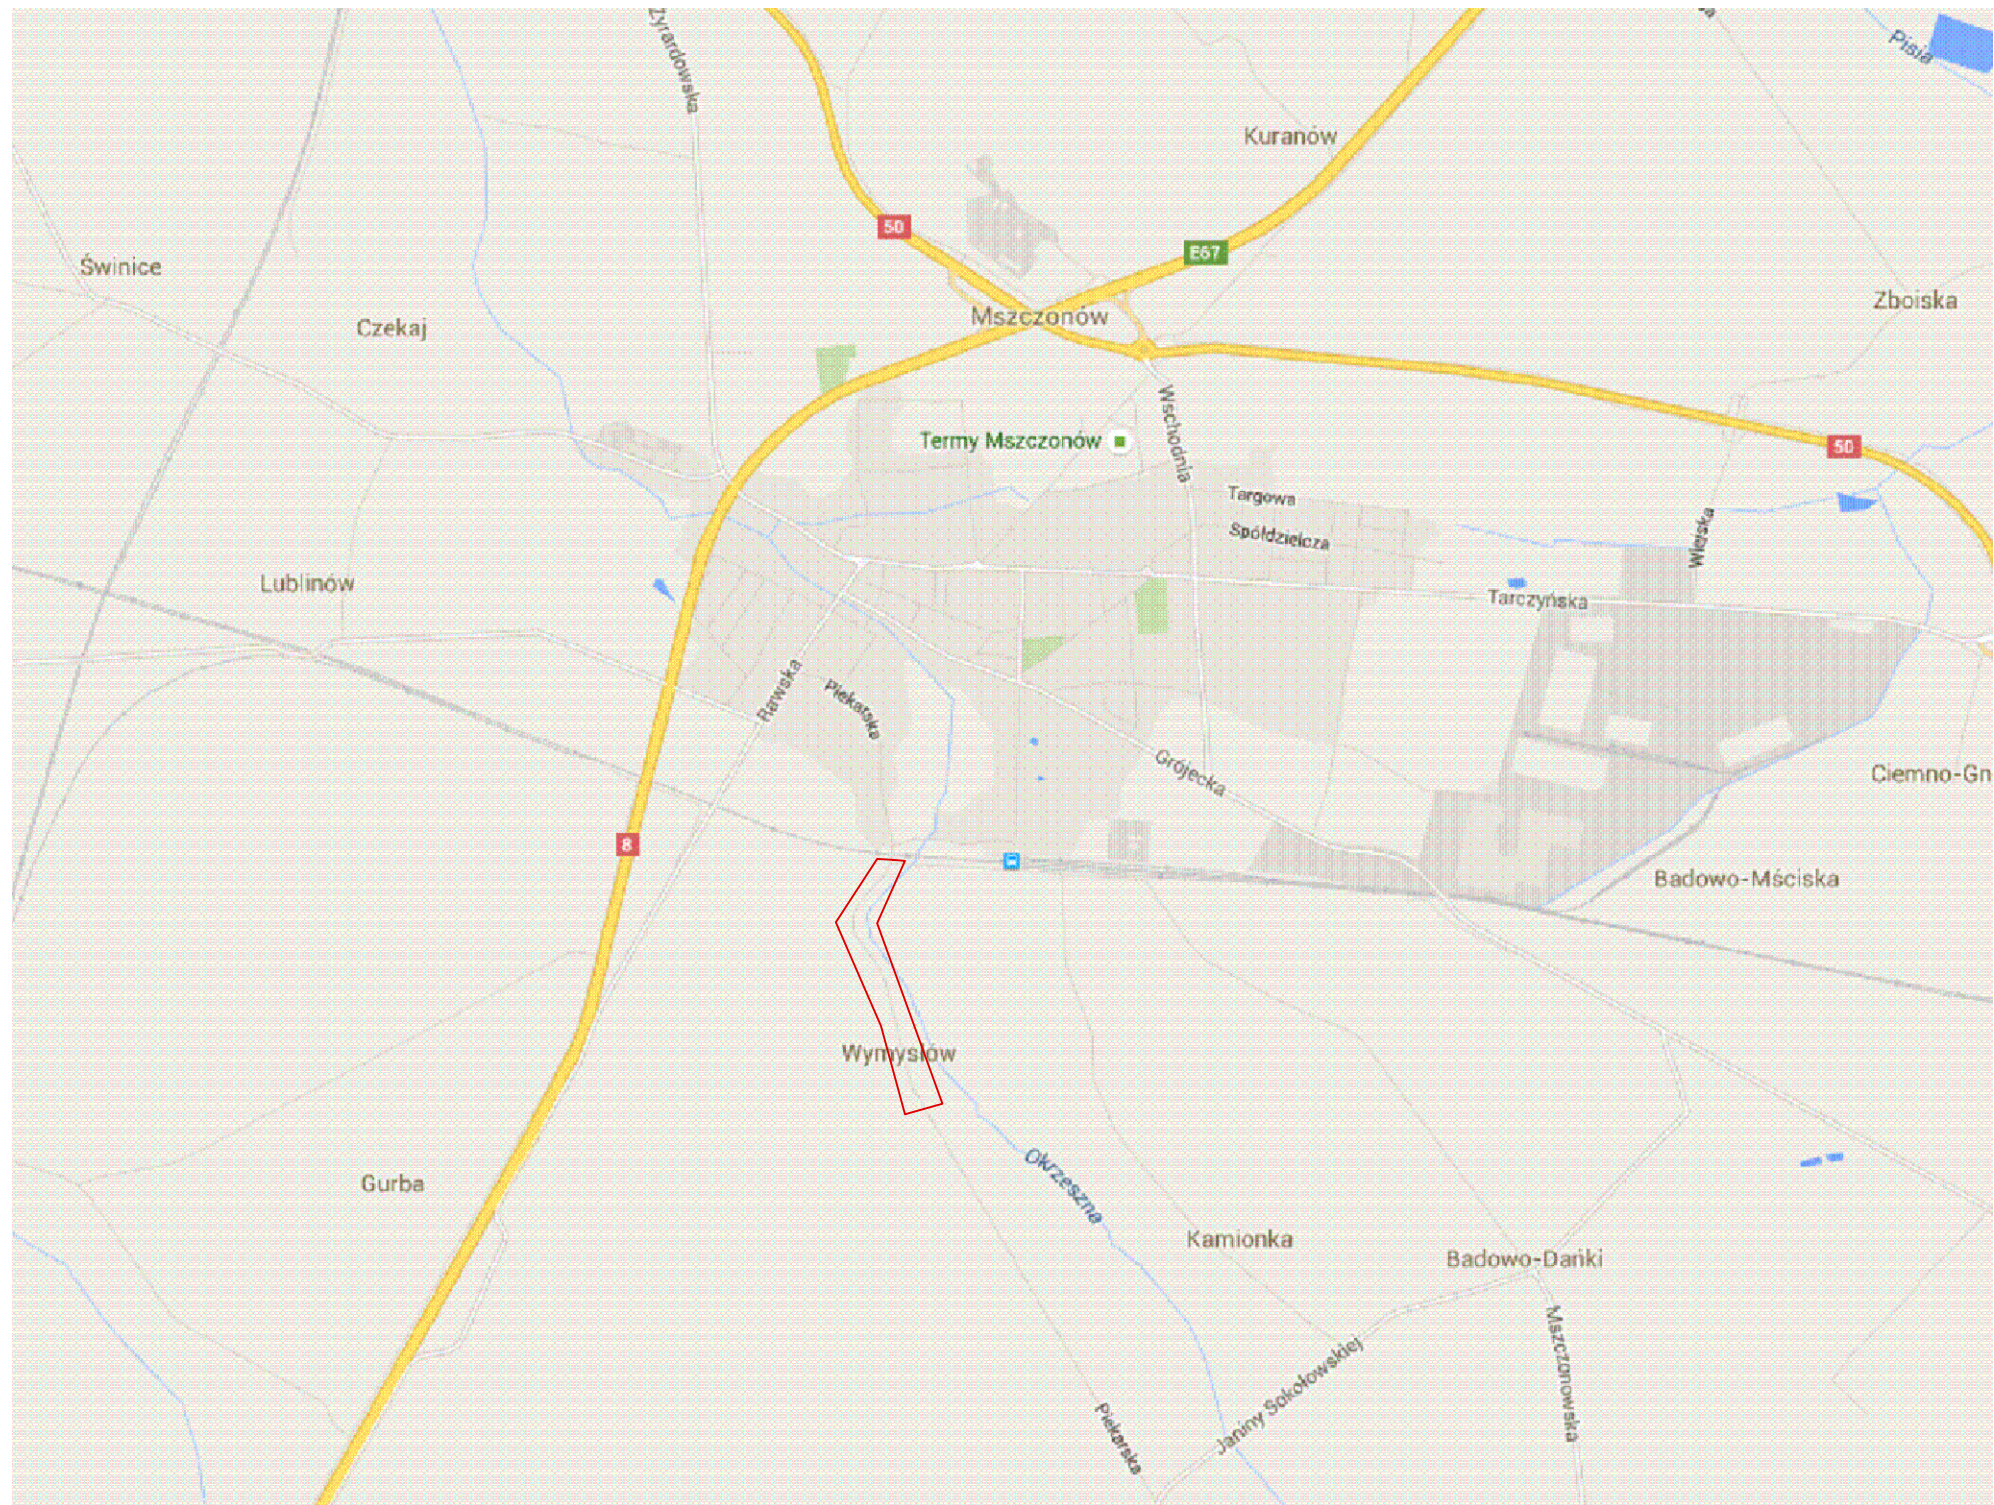 Żyrardowska
Pisia
Kuranów
50
E67
Świnice
Zboiska
Mszczonów
Czekaj
Termy Mszczonów
Wschodnia
50
Targowa
Spółdzielcza
Wiejska
Lublinów
Tarczyńska
Rawska
Piekarska
Grójecka
Ciemno-Gn
8
Badowo-Mściska
Wymysłów
Okrzeszna
Gurba
Kamionka
Badowo-Dańki
Mszczonowska
Janiny Sokołowskiej
Piekarska